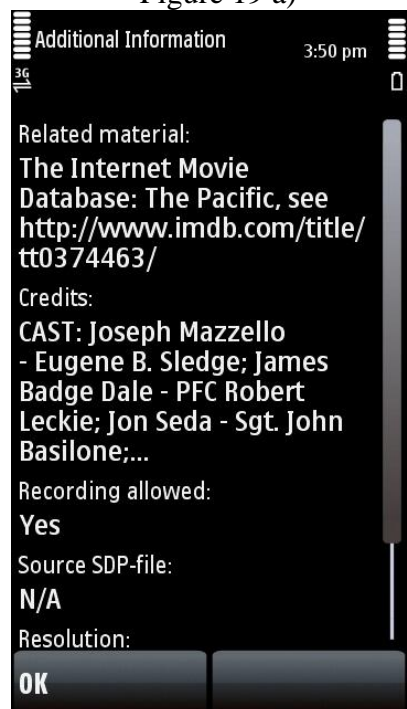 Figure 19 a)
Additional Information
3:50 pm
3G
Related material:
The Internet Movie
Database: The Pacific, see
http://www.imdb.com/title/
tt0374463/
Credits:
CAST: Joseph Mazzello
- Eugene B. Sledge; James
Badge Dale - PFC Robert
Leckie; Jon Seda - Sgt. John
Basilone;...
Recording allowed:
Yes
Source SDP-file:
N/A
Resolution:
OK